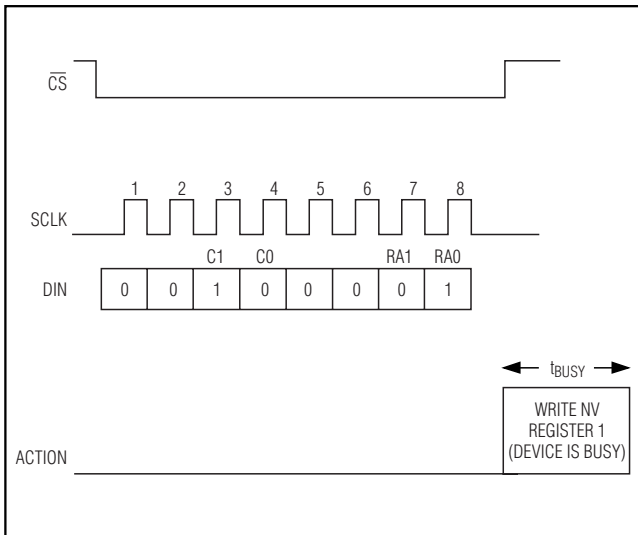 C̅S̅
1 2 3 4 5 6 7 8
SCLK
C1 C0 RA1 RA0
DIN 0 0 1 0 0 0 0 1
tBUSY
WRITE NV
REGISTER 1
(DEVICE IS BUSY)
ACTION